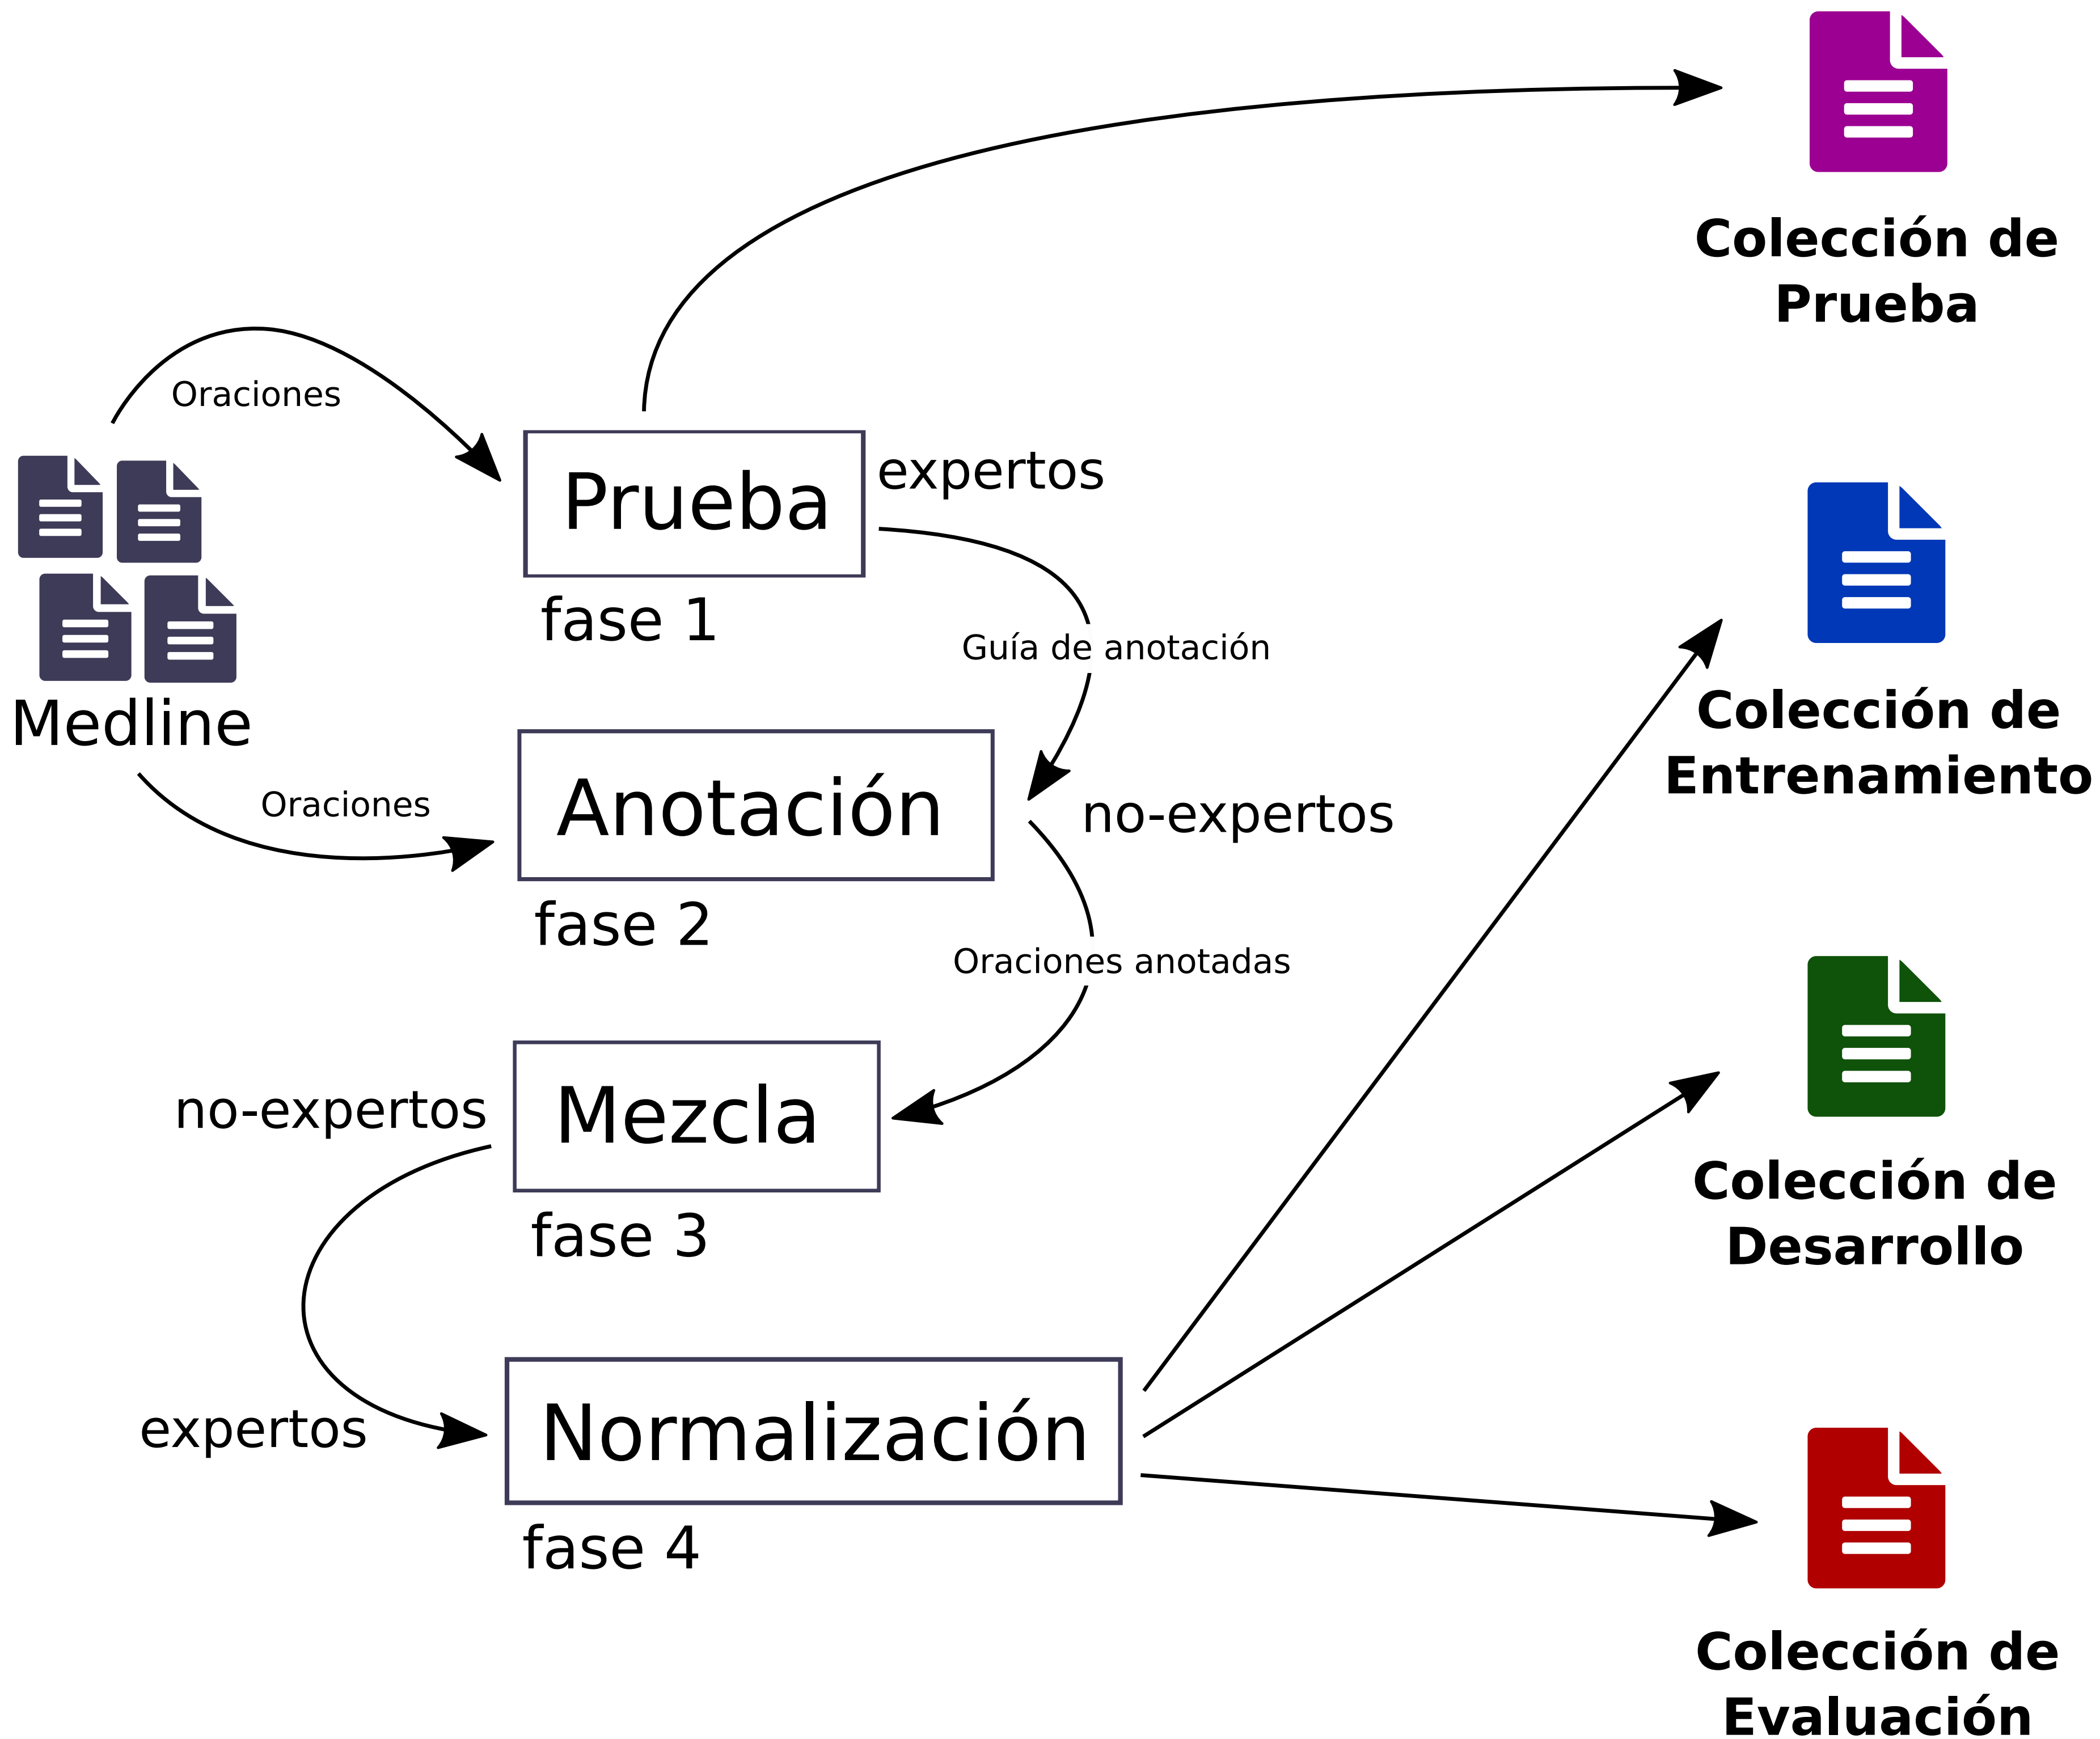 Colección de
Prueba
Oraciones
Prueba
expertos
fase 1
Guía de anotación
Medline
Colección de
Entrenamiento
Oraciones
Anotación
no-expertos
fase 2
Oraciones anotadas
no-expertos
Mezcla
fase 3
Colección de
Desarrollo
expertos
Normalización
fase 4
Colección de
Evaluación